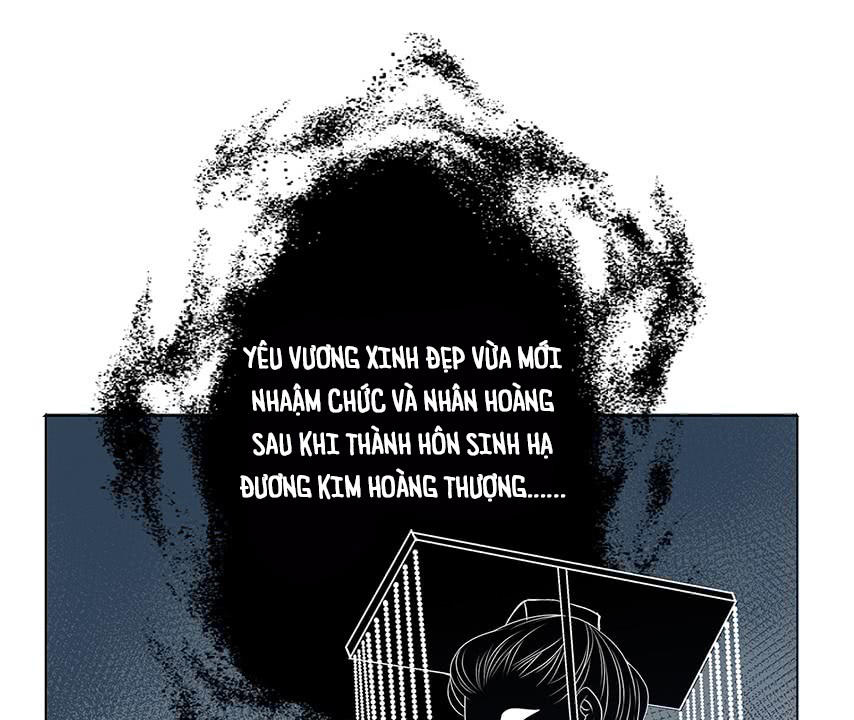 YÊU VƯƠNG XINH ĐẸP VỪA MỚI
NHAẬM CHỨC VÀ NHÂN HOÀNG
SAU KHI THÀNH HÔN SINH HẠ
ĐƯƠNG KIM HOÀNG THƯỢNG......